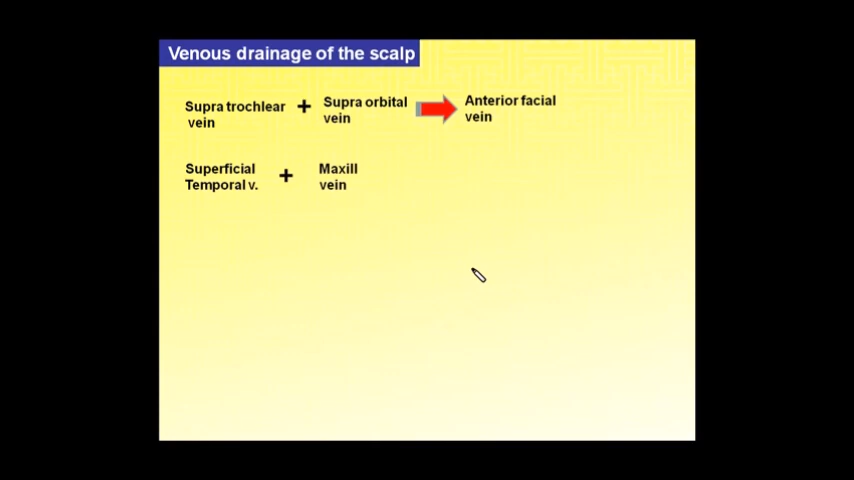 Venous drainage of the scalp
Supra trochlear + Supra orbital Anterior facial
vein vein vein
Superficial + Maxill
Temporal v. vein